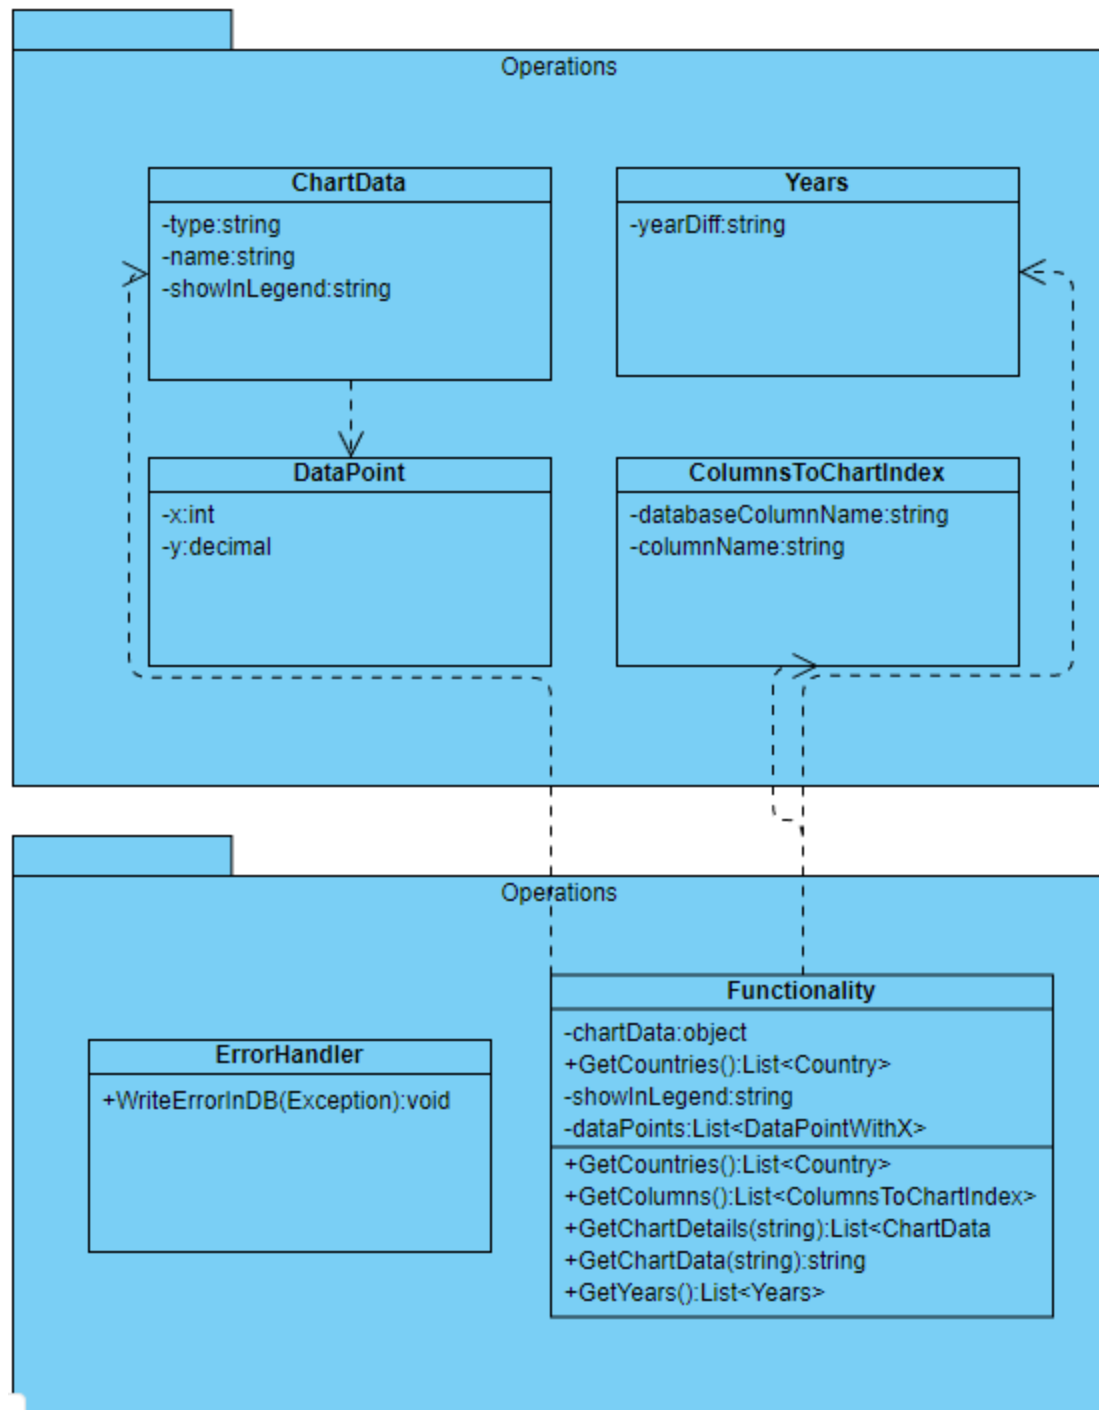 Operations
ChartData
-type:string
-name:string
-showInLegend:string
Years
-yearDiff:string
DataPoint
-x:int
-y:decimal
ColumnsToChartIndex
-databaseColumnName:string
-columnName:string
Operations
ErrorHandler
+WriteErrorInDB(Exception):void
Functionality
-chartData:object
+GetCountries():List<Country>
-showInLegend:string
-dataPoints:List<DataPointWithX>
+GetCountries():List<Country>
+GetColumns():List<ColumnsToChartIndex>
+GetChartDetails(string):List<ChartData
+GetChartData(string):string
+GetYears():List<Years>